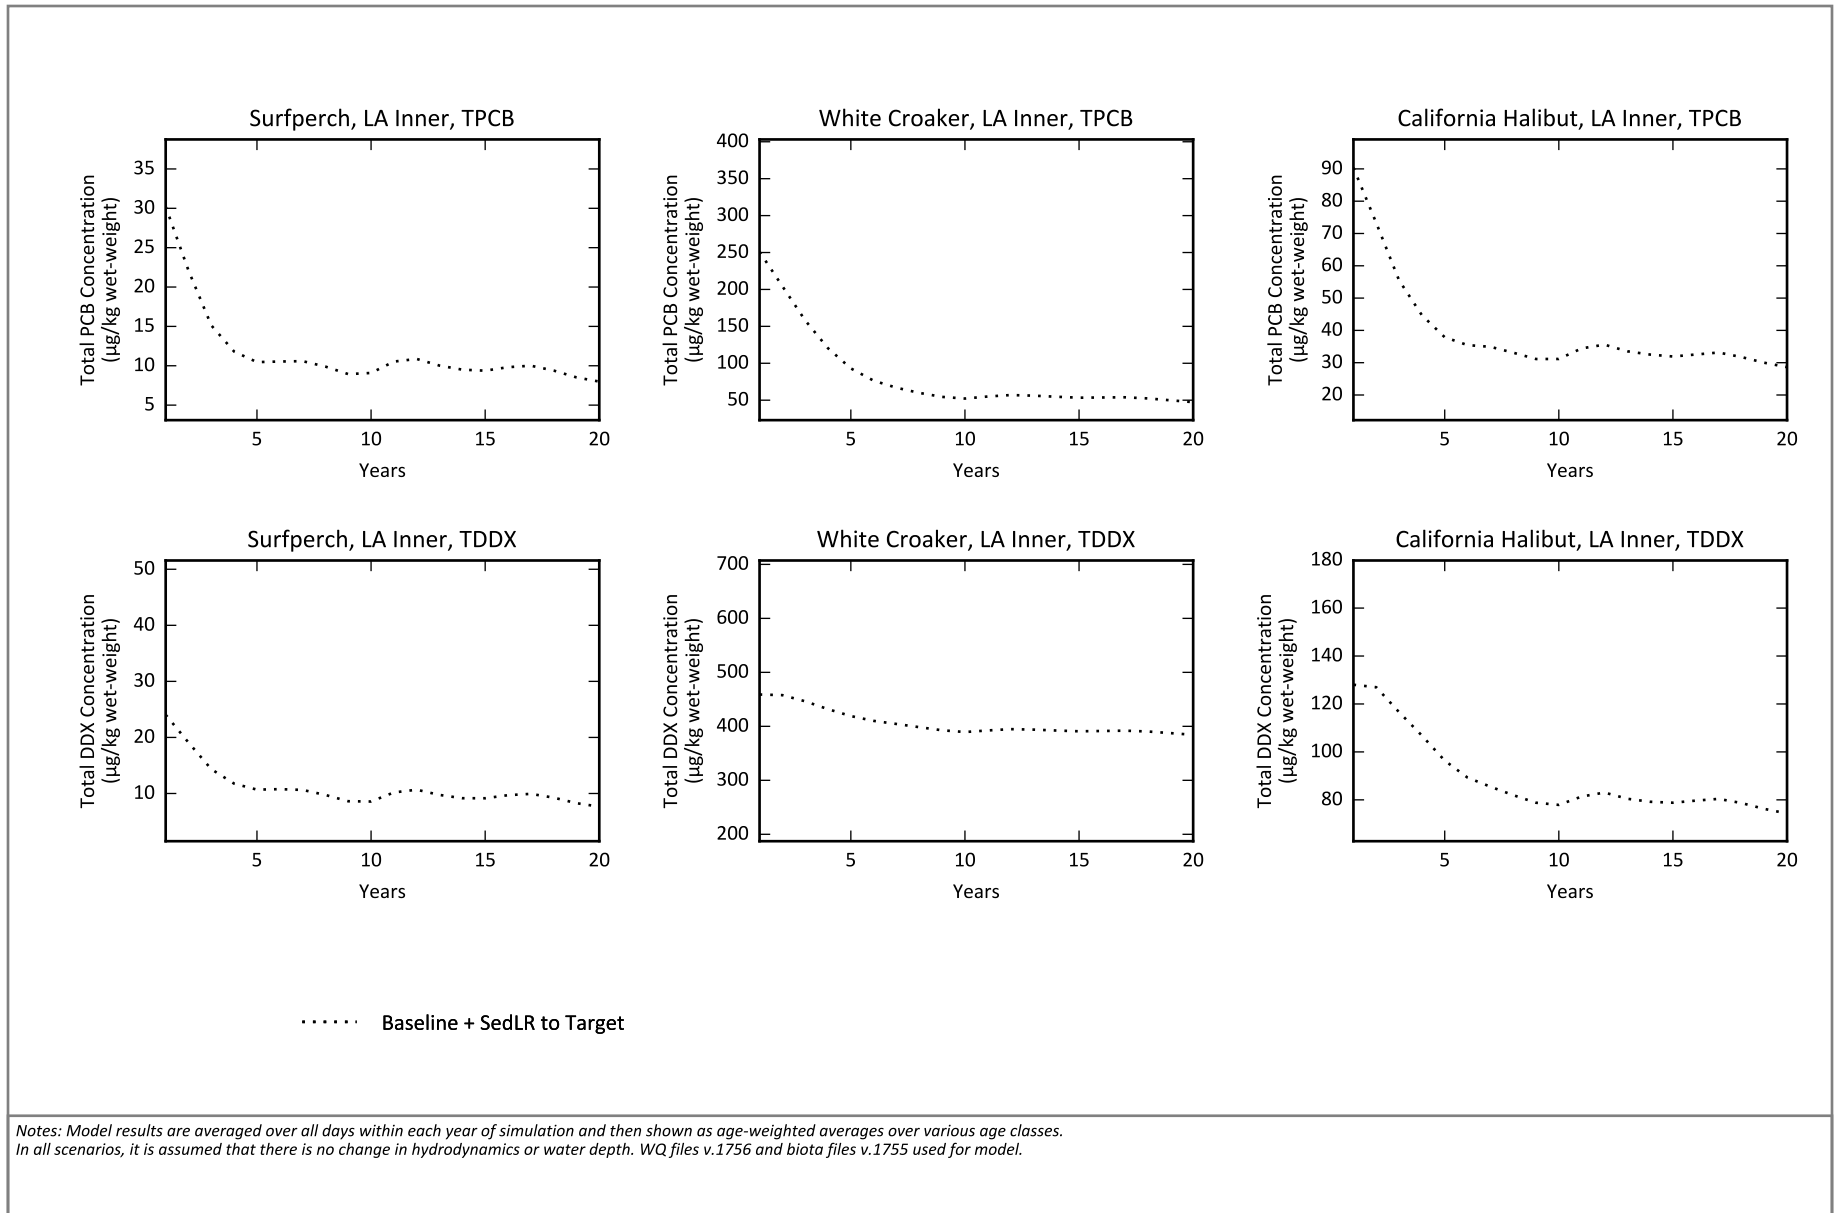 Surfperch, LA Inner, TPCB
Total PCB Concentration
(µg/kg wet-weight)
35
30
25
20
15
10
5
5 10 15 20
Years
White Croaker, LA Inner, TPCB
Total PCB Concentration
(µg/kg wet-weight)
400
350
300
250
200
150
100
50
5 10 15 20
Years
California Halibut, LA Inner, TPCB
Total PCB Concentration
(µg/kg wet-weight)
90
80
70
60
50
40
30
20
5 10 15 20
Years
Surfperch, LA Inner, TDDX
Total DDX Concentration
(µg/kg wet-weight)
50
40
30
20
10
5 10 15 20
Years
White Croaker, LA Inner, TDDX
Total DDX Concentration
(µg/kg wet-weight)
700
600
500
400
300
200
5 10 15 20
Years
California Halibut, LA Inner, TDDX
Total DDX Concentration
(µg/kg wet-weight)
180
160
140
120
100
80
5 10 15 20
Years
Baseline + SedLR to Target
Notes: Model results are averaged over all days within each year of simulation and then shown as age-weighted averages over various age classes.
In all scenarios, it is assumed that there is no change in hydrodynamics or water depth. WQ files v.1756 and biota files v.1755 used for model.